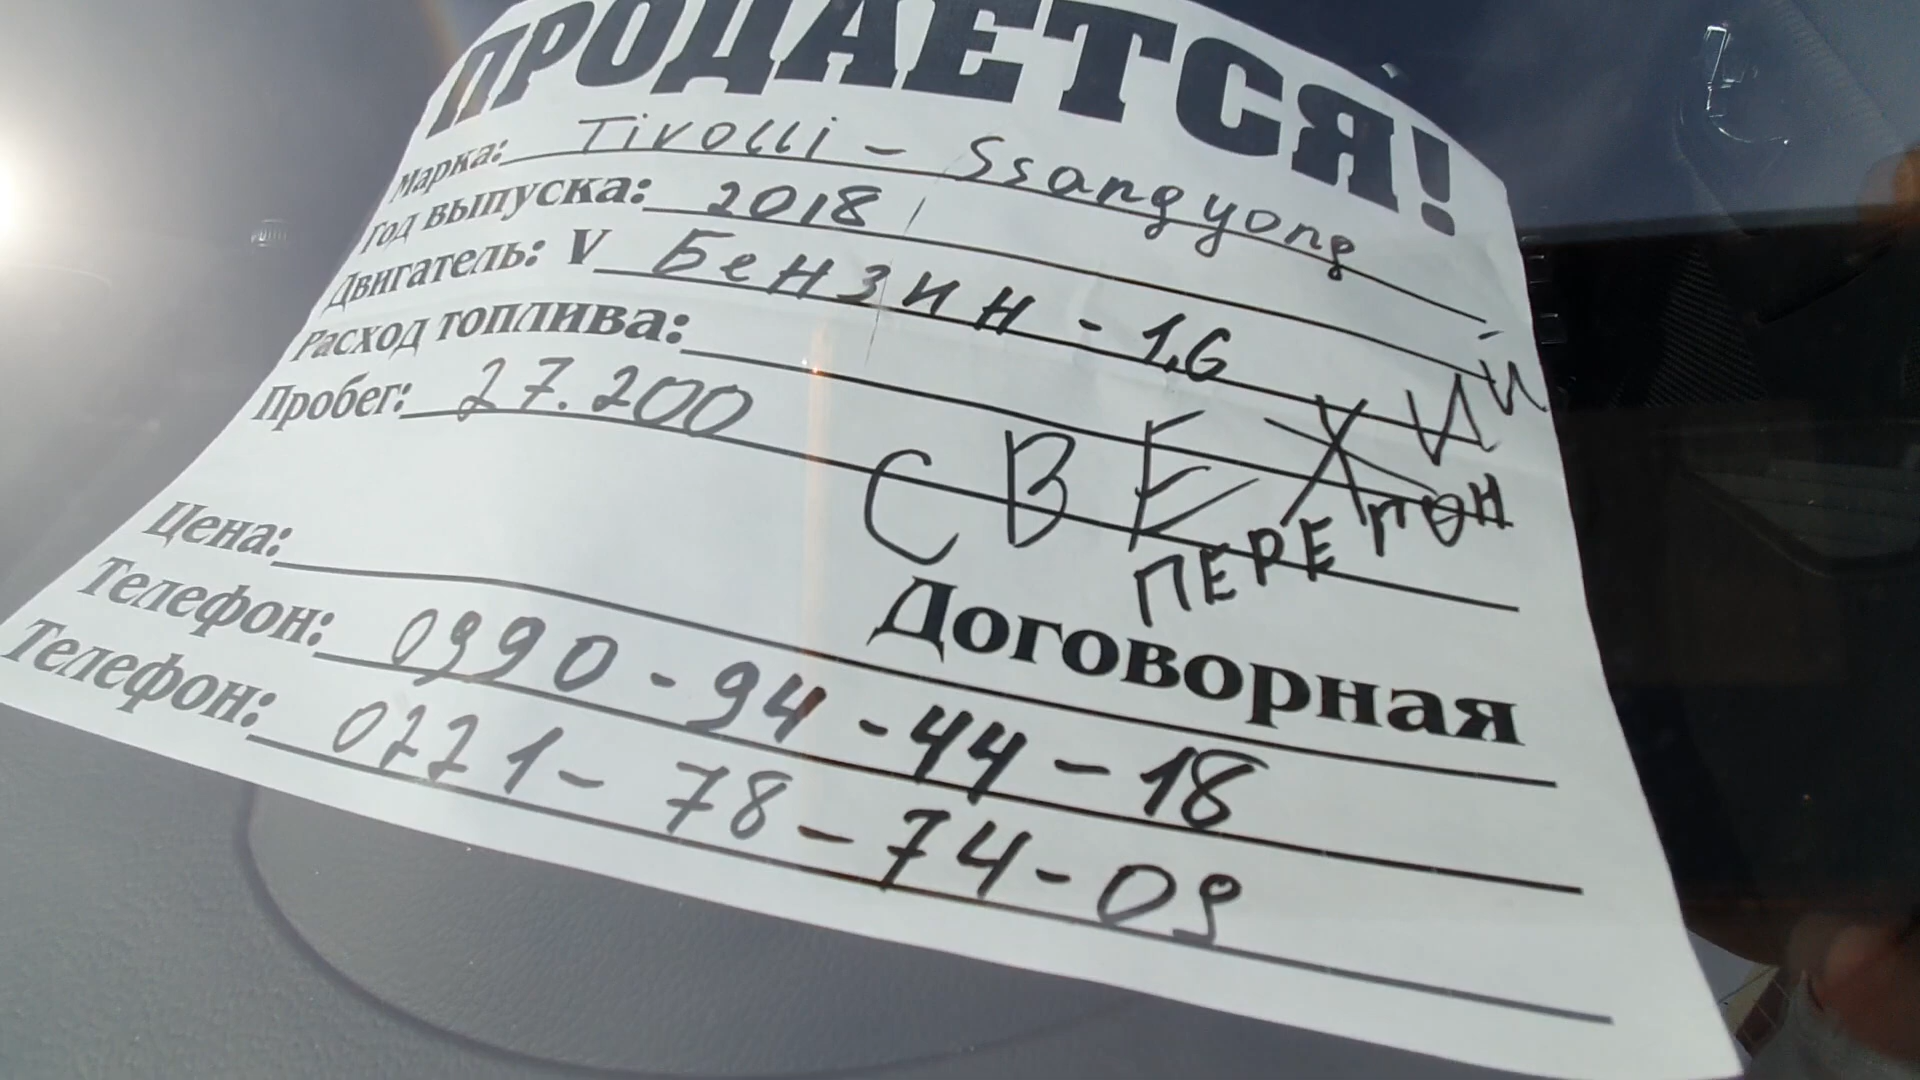 ПРОДАЕТСЯ!
Марка: Tivolli - Ssangyong
Год выпуска: 2018
Двигатель: V Бензин - 1,6
Расход топлива:
Пробег: 27.200
СВЕЖИЙ
ПЕРЕГОН
Цена: Договорная
Телефон: 0990-94-44-18
Телефон: 0771-78-74-09